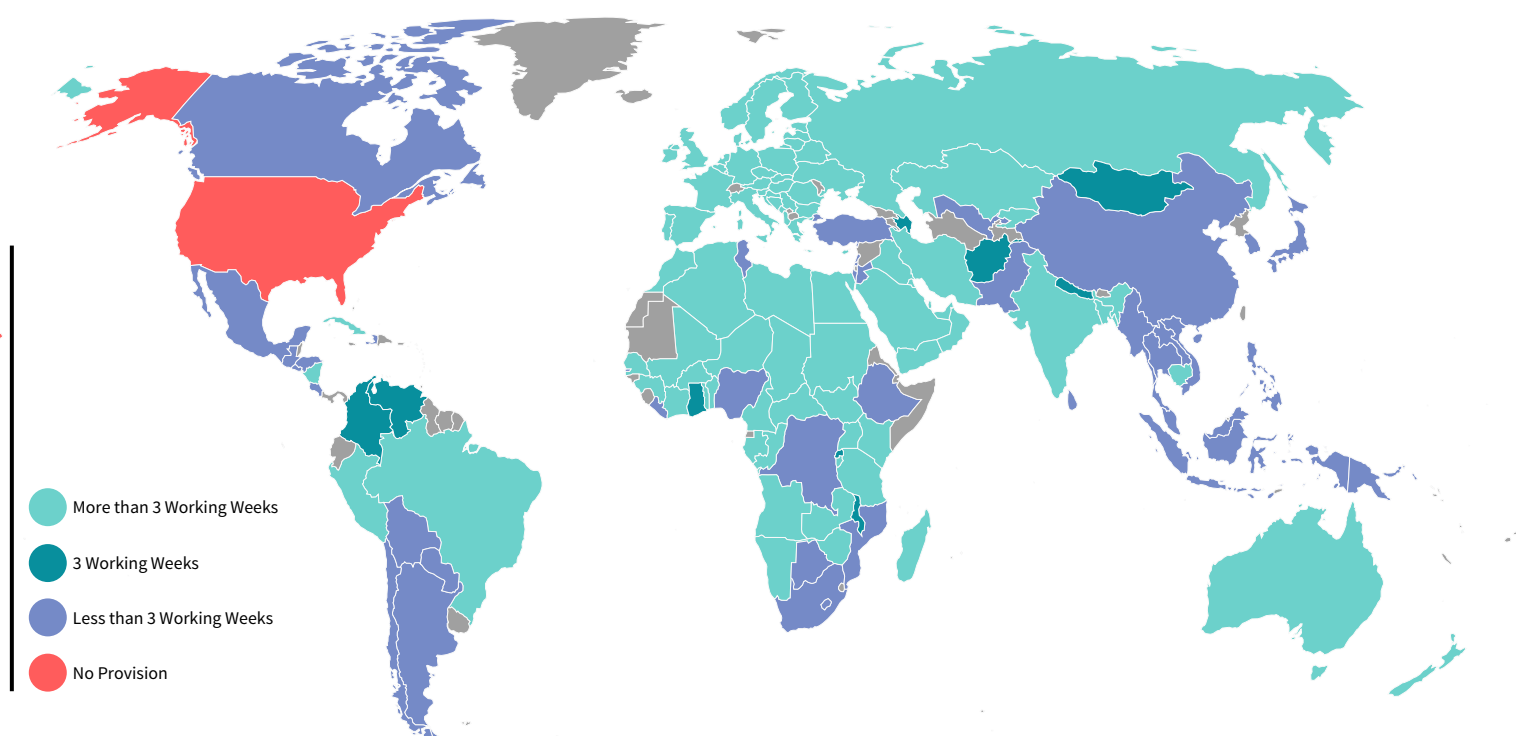 More than 3 Working Weeks
3 Working Weeks
Less than 3 Working Weeks
No Provision